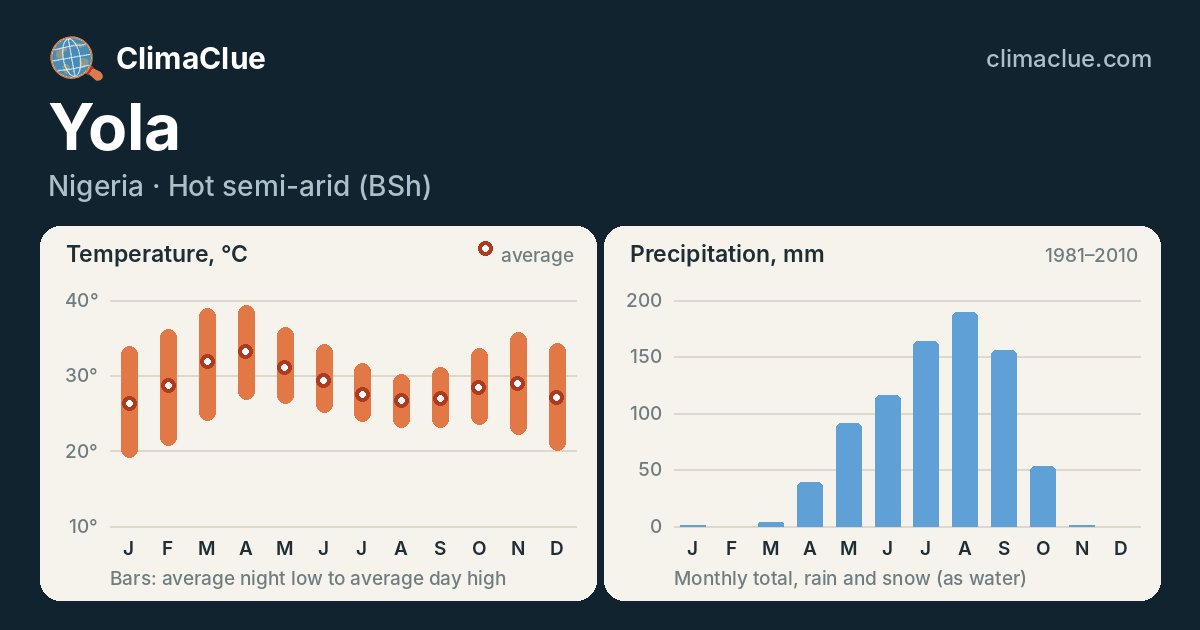 ClimaClue
climaclue.com
Yola
Nigeria · Hot semi-arid (BSh)
Temperature, °C
average
40°
30°
20°
10°
J F M A M J J A S O N D
Bars: average night low to average day high
Precipitation, mm
1981–2010
200
150
100
50
0
J F M A M J J A S O N D
Monthly total, rain and snow (as water)